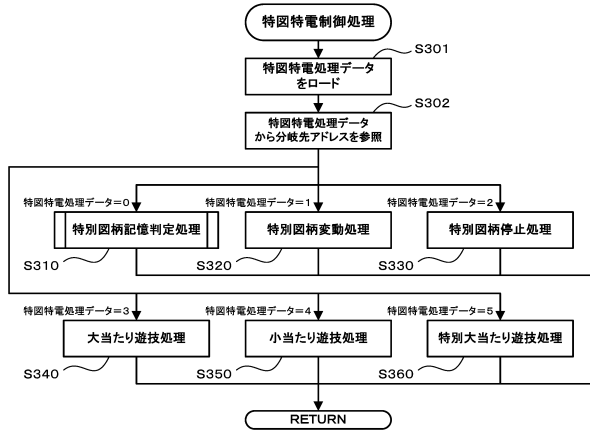 特図特電制御処理
S301
特図特電処理データ
をロード
S302
特図特電処理データ
から分岐先アドレスを参照
特図特電処理データ=0
特図特電処理データ=1
特図特電処理データ=2
特別図柄記憶判定処理
特別図柄変動処理
特別図柄停止処理
S310
S320
S330
特図特電処理データ=3
特図特電処理データ=4
特図特電処理データ=5
大当たり遊技処理
小当たり遊技処理
特別大当たり遊技処理
S340
S350
S360
RETURN